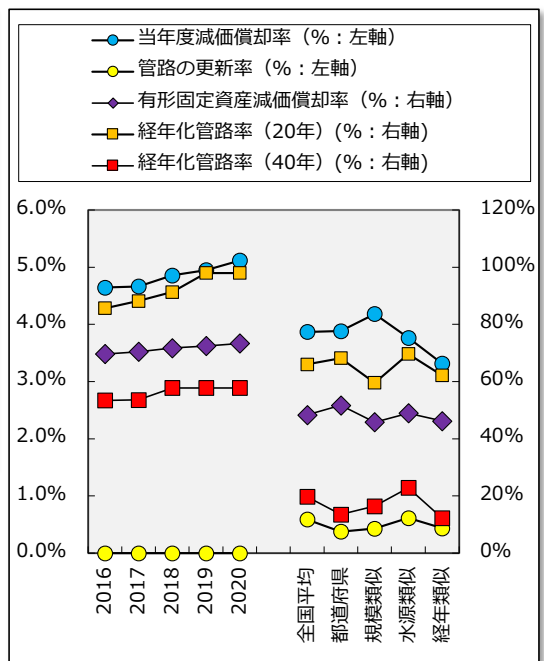 当年度減価償却率（%：左軸）
管路の更新率（%：左軸）
有形固定資産減価償却率（%：右軸）
経年化管路率（20年）(%：右軸)
経年化管路率（40年）(%：右軸)
6.0%
5.0%
4.0%
3.0%
2.0%
1.0%
0.0%
120%
100%
80%
60%
40%
20%
0%
2016
2017
2018
2019
2020
全国平均
都道府県
規模類似
水源類似
経年類似